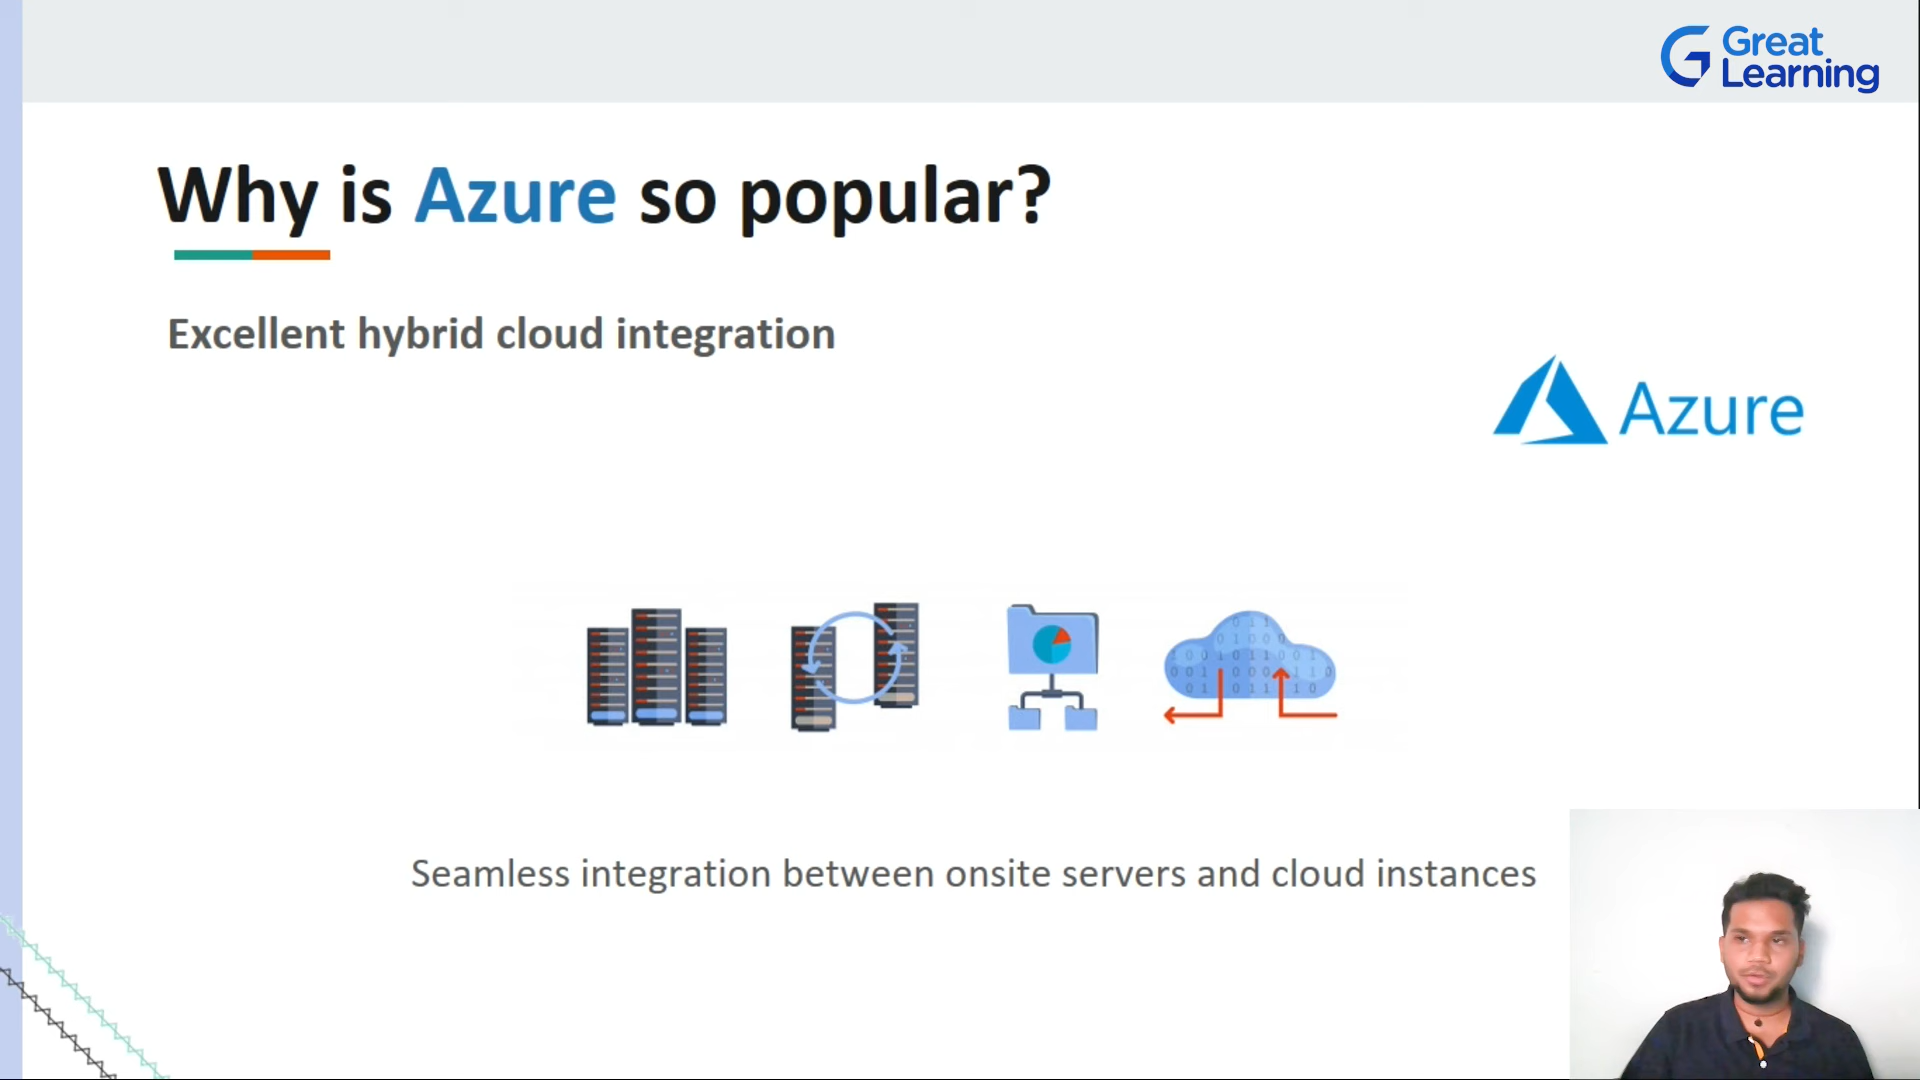 Great
Learning
Why is Azure so popular?
Excellent hybrid cloud integration
Azure
Seamless integration between onsite servers and cloud instances